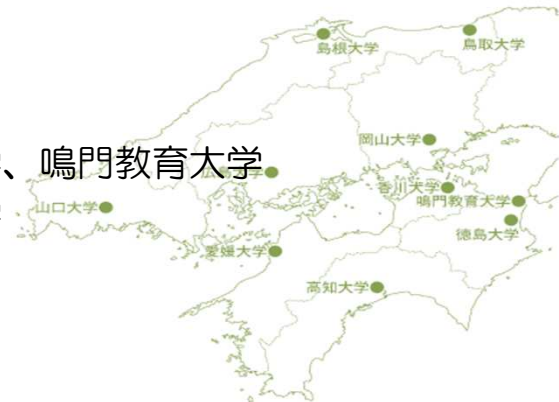 島根大学
鳥取大学
岡山大学
、鳴門教育大学
香川大学
鳴門教育大学
山口大学
徳島大学
愛媛大学
高知大学